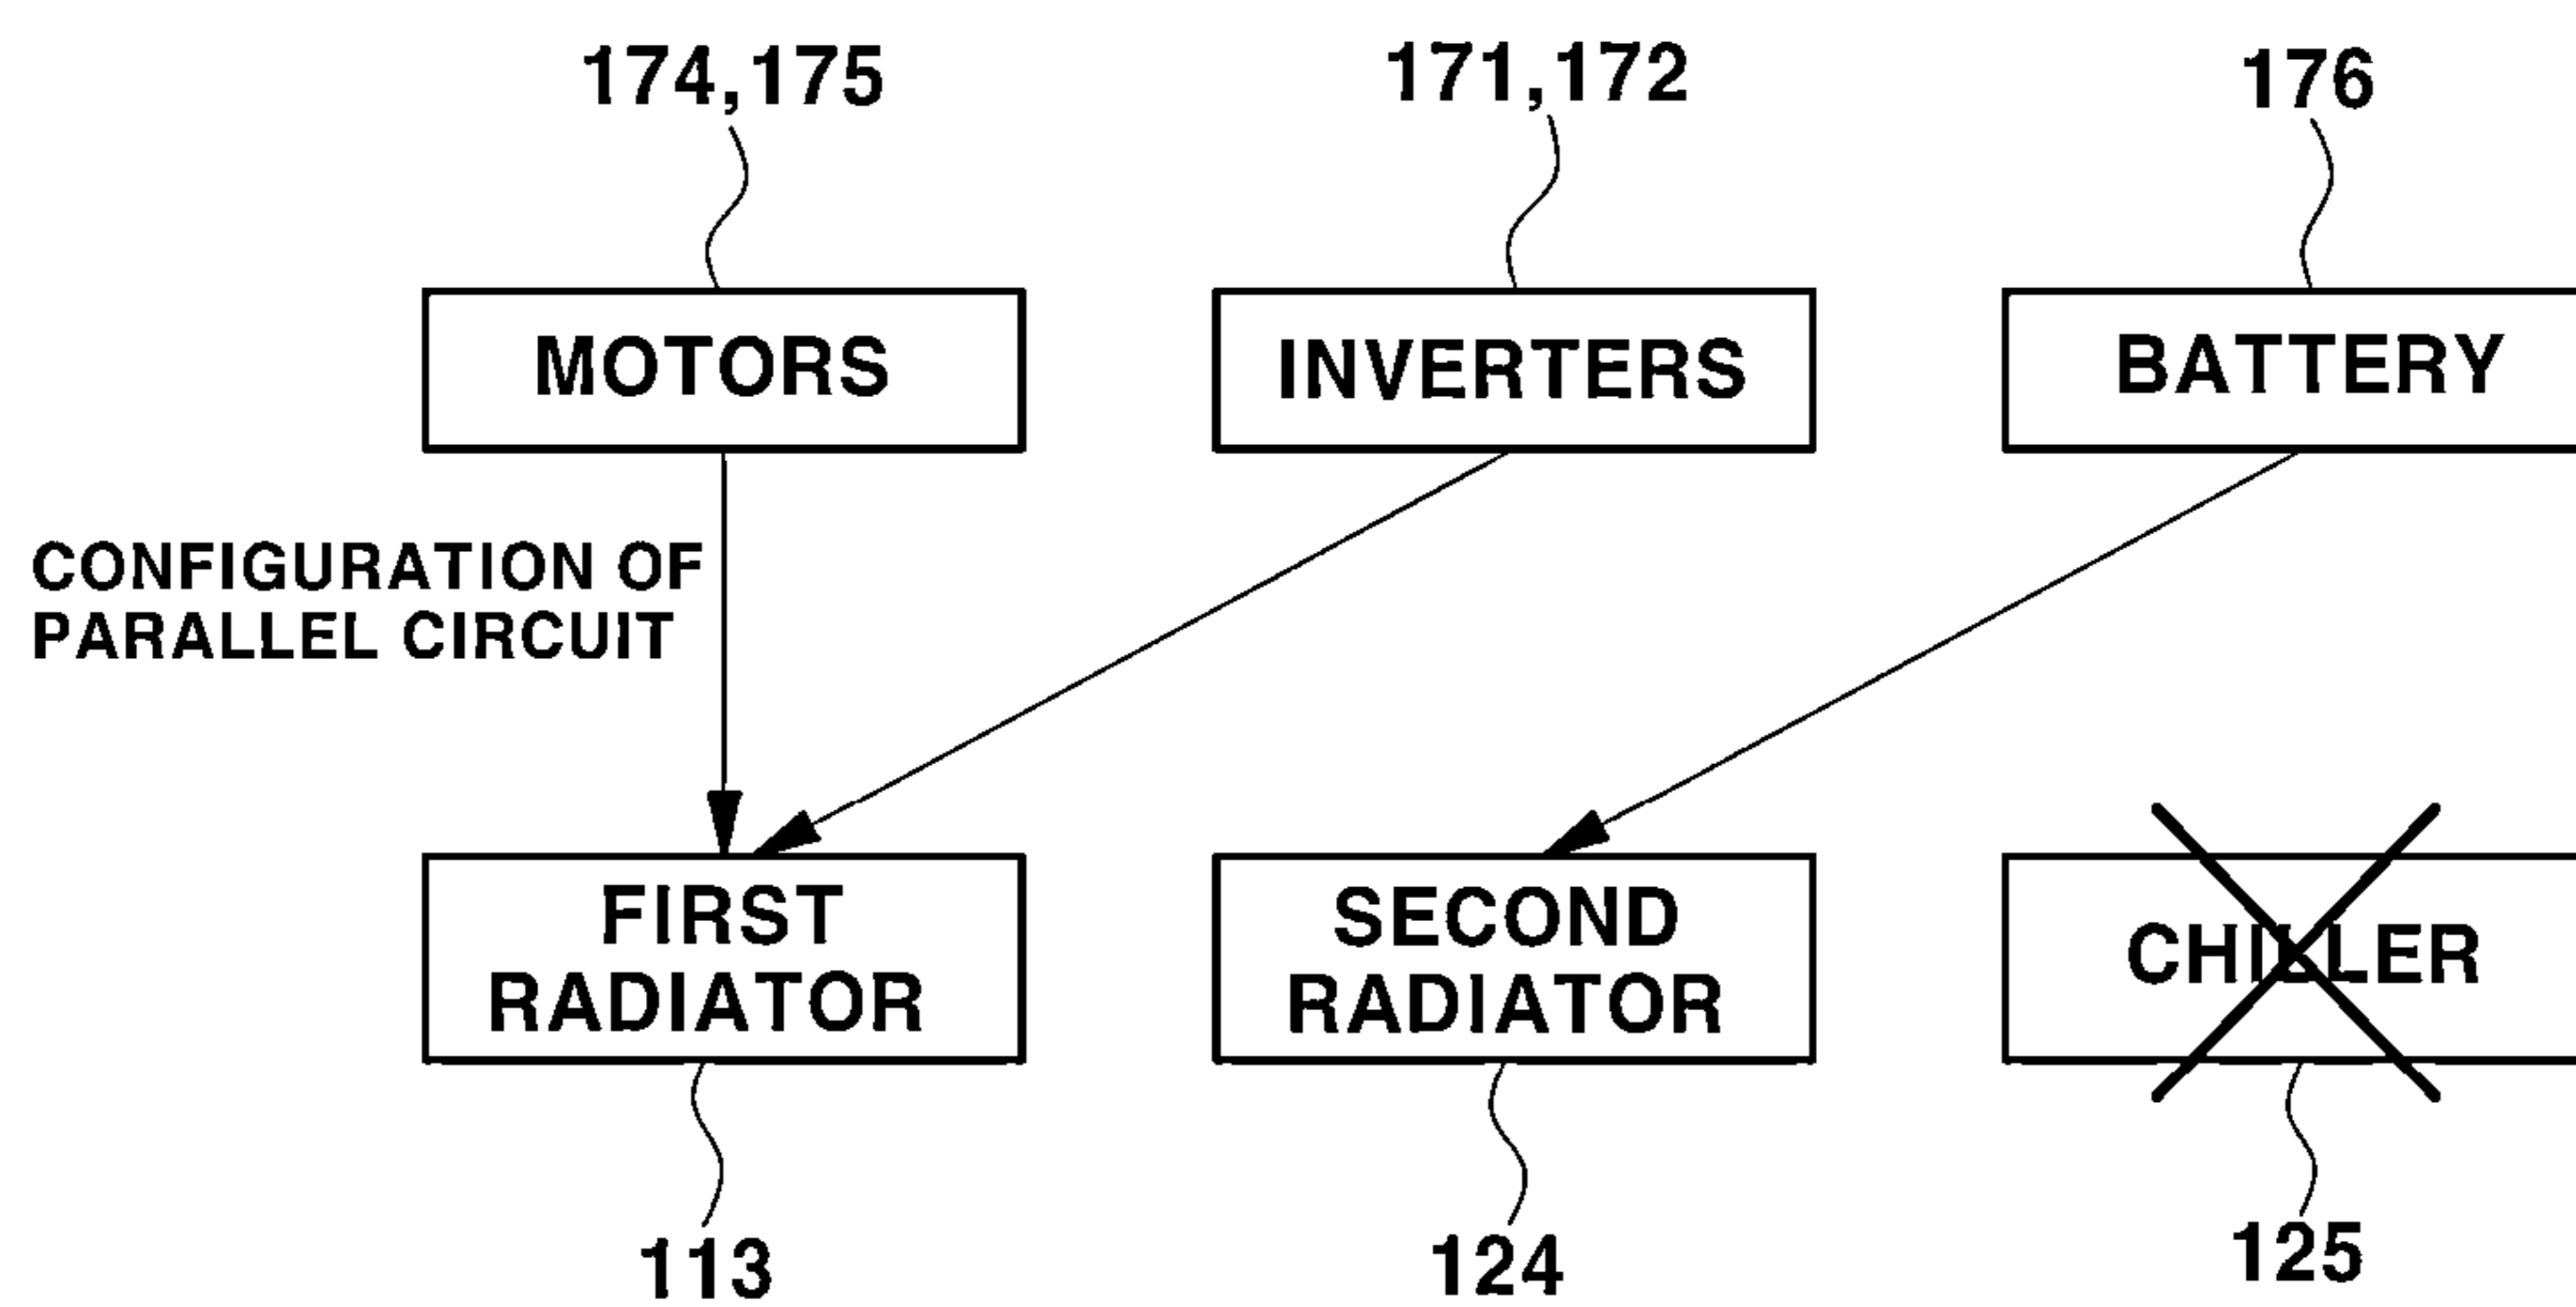 174,175
171,172
176
MOTORS
INVERTERS
BATTERY
CONFIGURATION OF
PARALLEL CIRCUIT
FIRST
RADIATOR
SECOND
RADIATOR
CHILLER
113
124
125